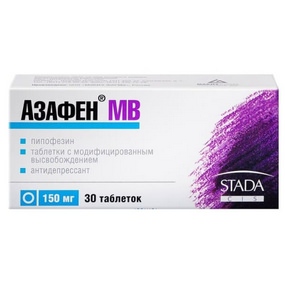 АЗАФЕН® МВ
пипофезин
таблетки с модифицированным
высвобождением
антидепрессант
150 мг 30 таблеток
STADA
CIS